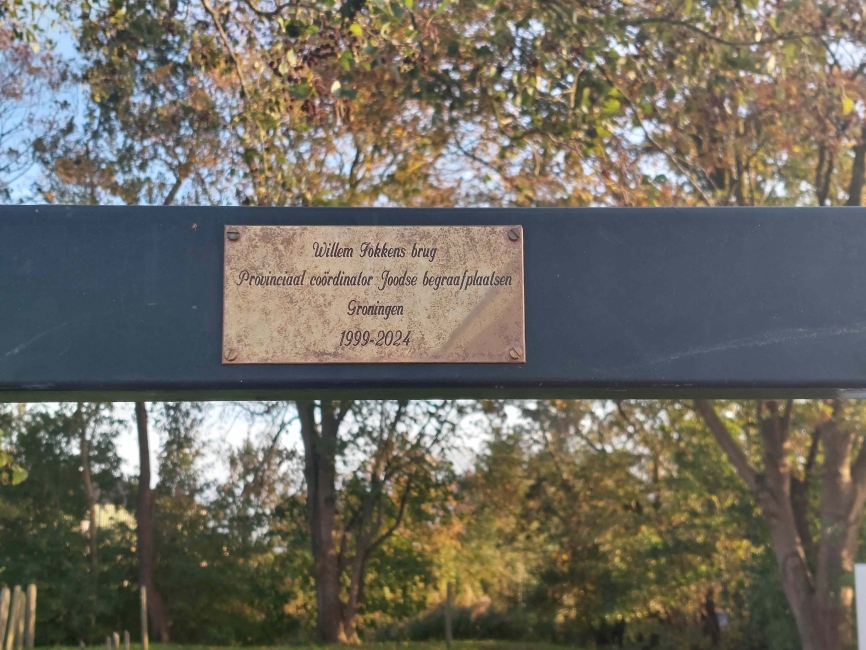 Willem Fokkens brug
Provinciaal coördinator Joodse begraafplaatsen
Groningen
1999-2024